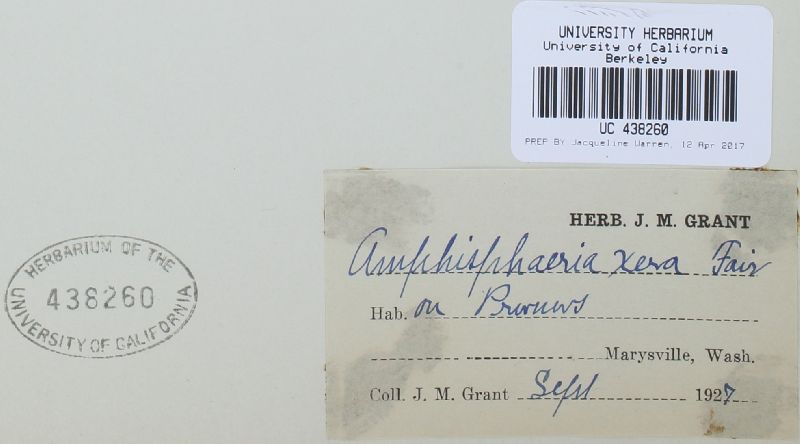 UNIVERSITY HERBARIUM
University of California
Berkeley
UC 438260
PREP BY Jacqueline Warren, 12 Apr 2017
HERB. J. M. GRANT
Amphisphaeria xera Fair
Hab. on Prunus
Marysville, Wash.
Coll. J. M. Grant Sept 1927
HERBARIUM OF THE
438260
UNIVERSITY OF CALIFORNIA